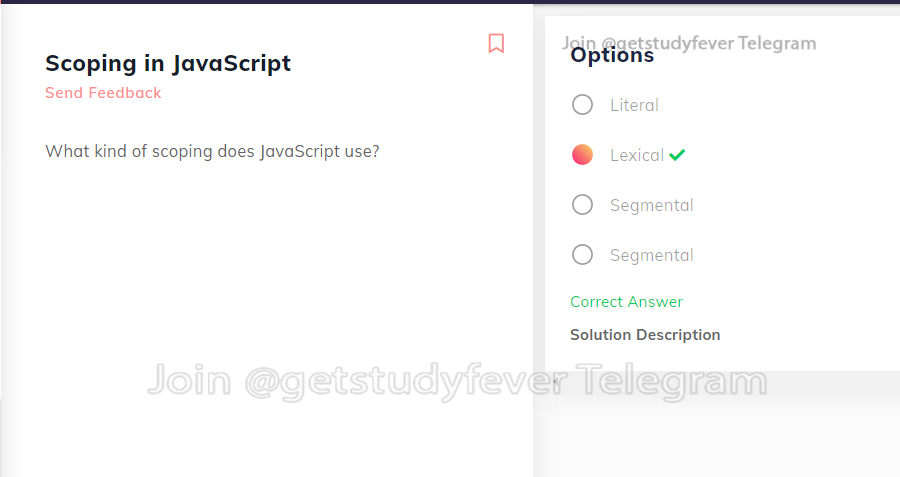 Scoping in JavaScript
Send Feedback
What kind of scoping does JavaScript use?
Join @getstudyfever Telegram
Options
Literal
Lexical
Segmental
Segmental
Correct Answer
Solution Description
Join @getstudyfever Telegram